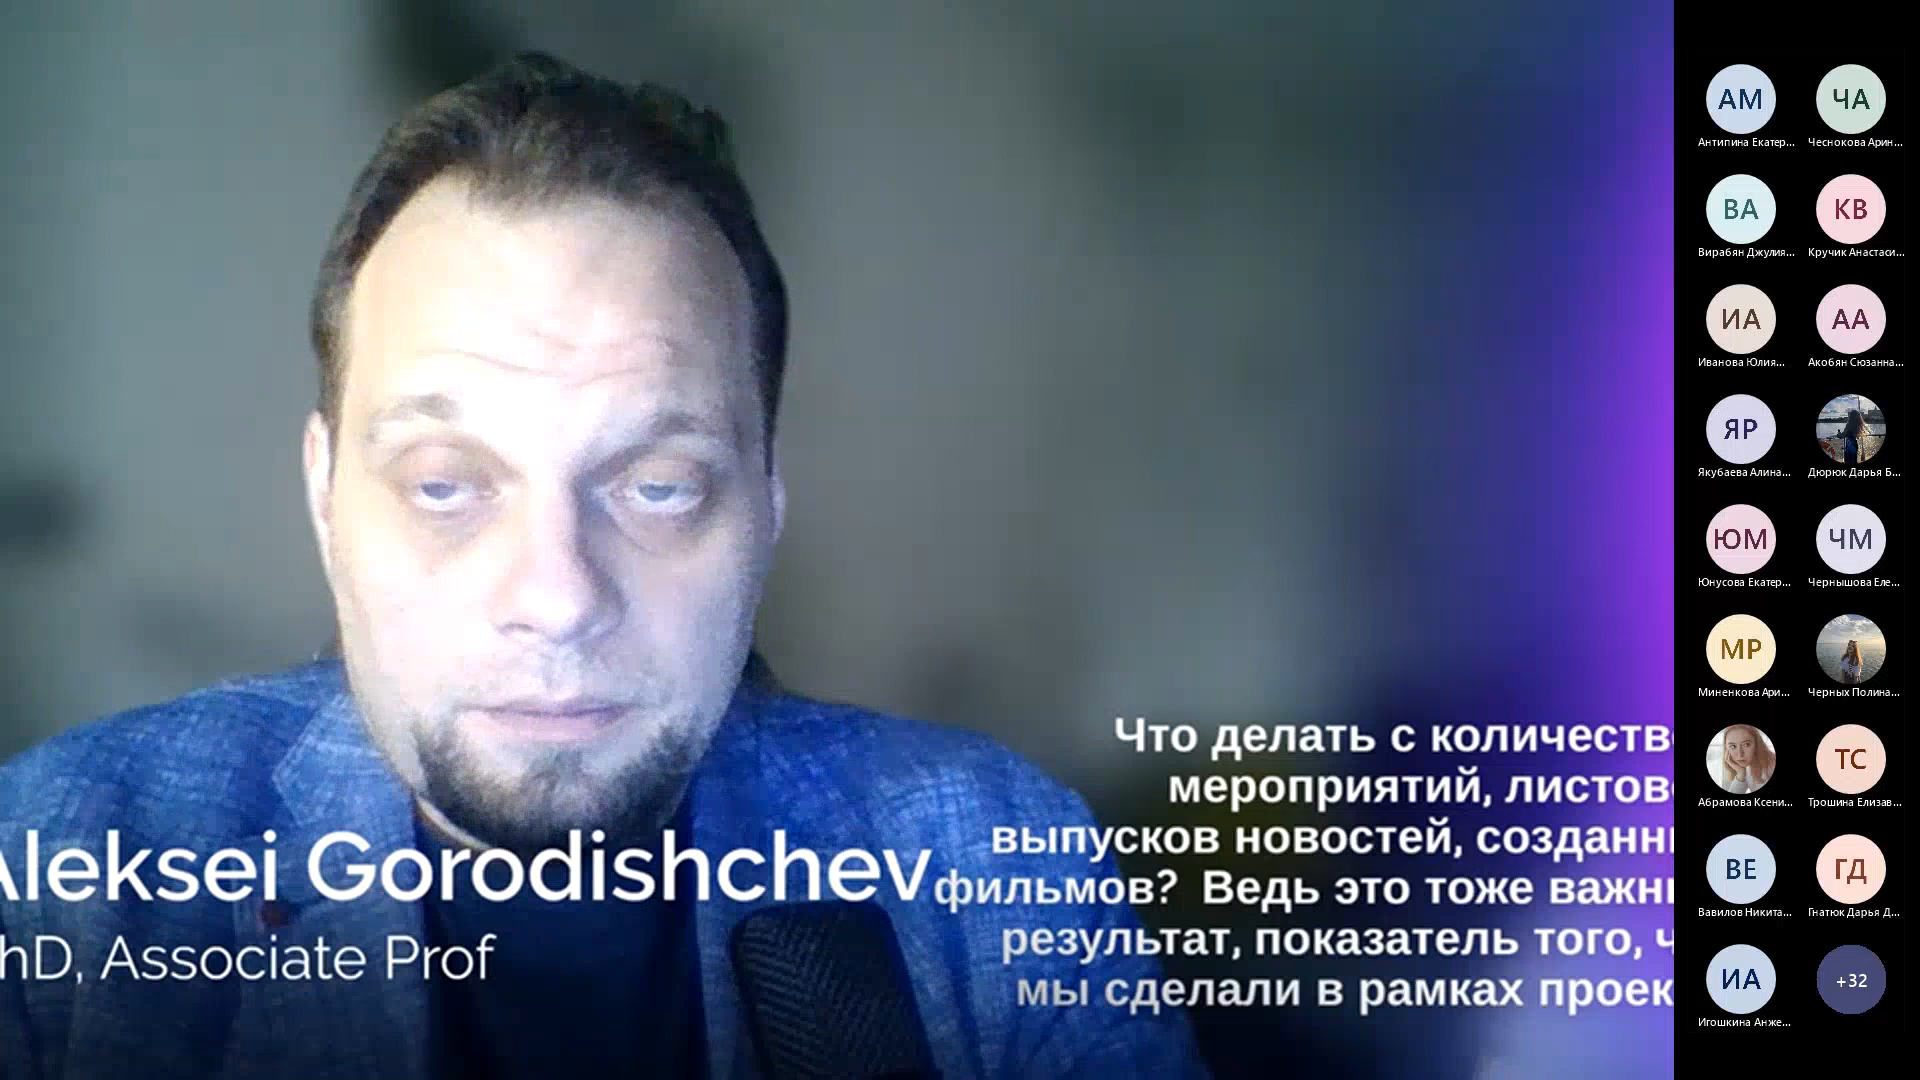 Aleksei Gorodishchev
hD, Associate Prof
Что делать с количеств
мероприятий, листов
выпусков новостей, созданн
фильмов? Ведь это тоже важн
результат, показатель того, ч
мы сделали в рамках проек
АМ
Антипина Екатер...
ЧА
Чеснокова Арин...
ВА
Вирабян Джулия...
КВ
Кручик Анастаси...
ИА
Иванова Юлия...
АА
Акобян Сюзанна...
ЯР
Якубаева Алина...
Дюрюк Дарья Б...
ЮМ
Юнусова Екатер...
ЧМ
Чернышова Еле...
МР
Миненкова Ари...
Черных Полина...
Абрамова Ксени...
ТС
Трошина Елизав...
ВЕ
Вавилов Никита...
ГД
Гнатюк Дарья Д...
ИА
Игошкина Анже...
+32